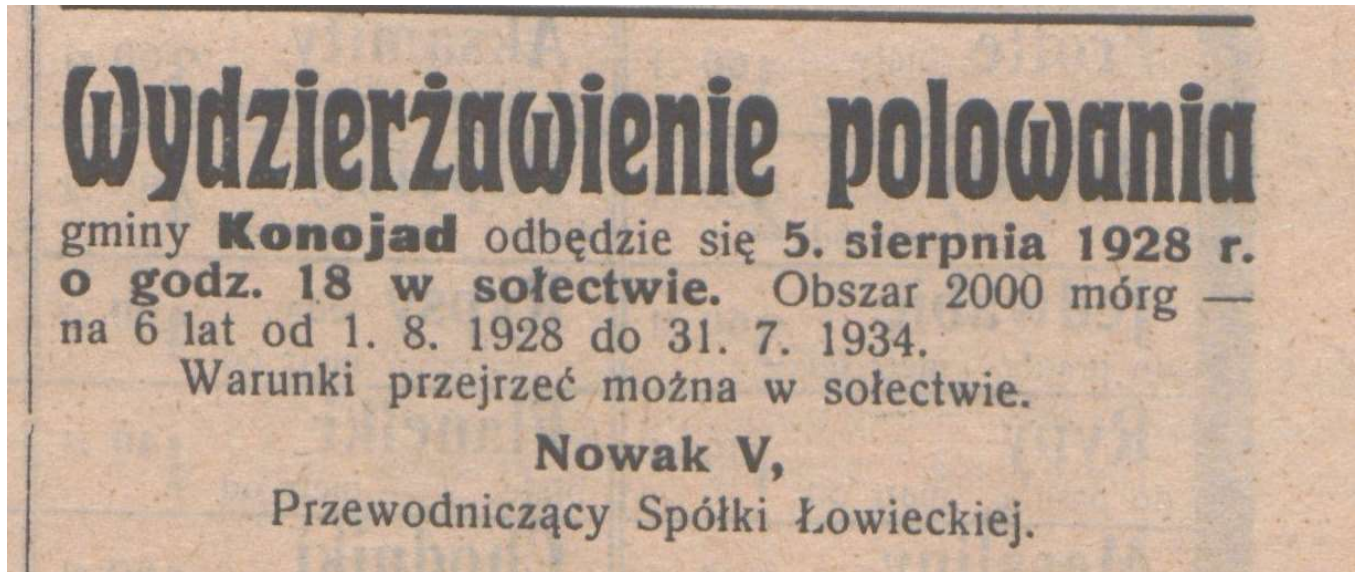 Wydzierżawienie polowania
gminy Konojad odbędzie się 5. sierpnia 1928 r.
o godz. 18 w sołectwie. Obszar 2000 mórg —
na 6 lat od 1. 8. 1928 do 31. 7. 1934.
Warunki przejrzeć można w sołectwie.
Nowak V,
Przewodniczący Spółki Łowieckiej.